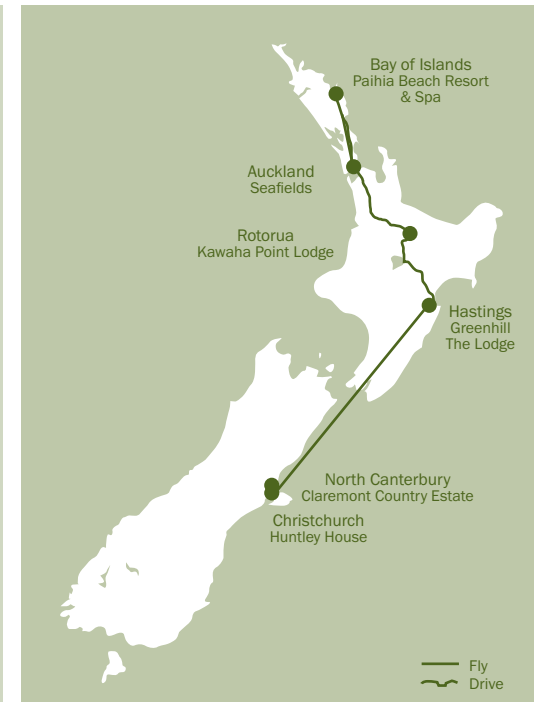 Bay of Islands
Paihia Beach Resort
& Spa
Auckland
Seafields
Rotorua
Kawaha Point Lodge
Hastings
Greenhill
The Lodge
North Canterbury
Claremont Country Estate
Christchurch
Huntley House
Fly
Drive